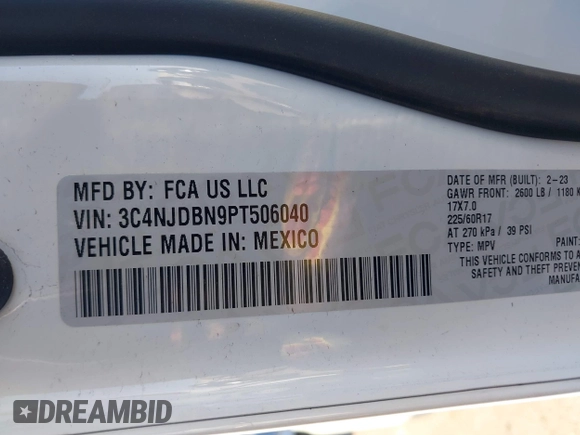 MFD BY: FCA US LLC
VIN: 3C4NJDBN9PT506040
VEHICLE MADE IN: MEXICO
DATE OF MFR (BUILT): 2-23
GAWR FRONT: 2600 LB / 1180 K
17X7.0
225/60R17
AT 270 kPa / 39 PSI
TYPE: MPV PAINT:
THIS VEHICLE CONFORMS
SAFETY AND THEFT PREVEN
MANUFA
DREAMBID